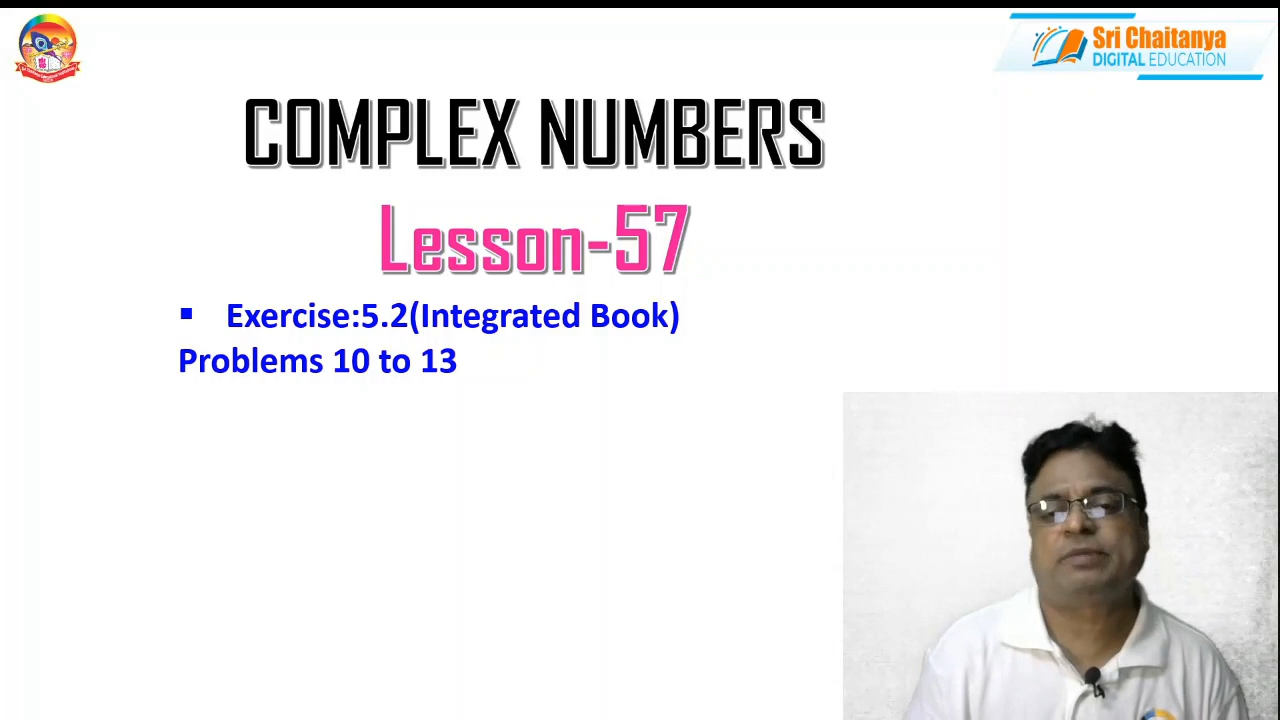 Sri Chaitanya
DIGITAL EDUCATION
COMPLEX NUMBERS
Lesson-57
▪ Exercise:5.2(Integrated Book)
Problems 10 to 13